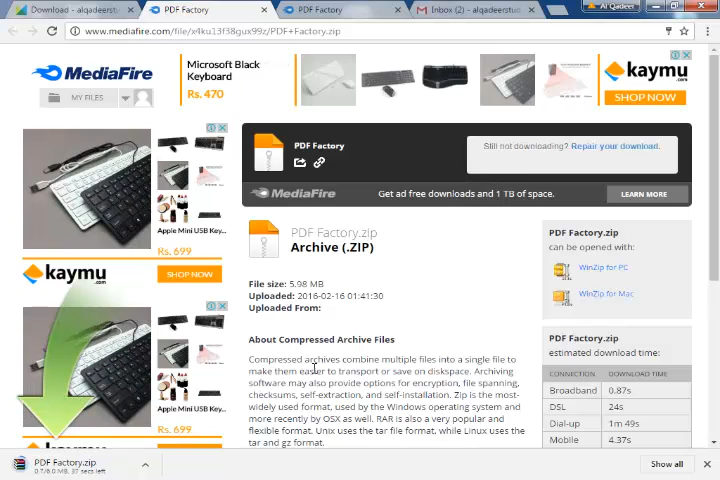 Download - alqadeerstud
PDF Factory
PDF Factory
Inbox (2) - alqadeerstud
Al Qadeer
www.mediafire.com/file/x4ku13f38gux99z/PDF+Factory.zip
MediaFire
MY FILES
Microsoft Black
Keyboard
Rs. 470
kaymu
SHOP NOW
Apple Mini USB Key...
Rs. 699
kaymu
.com
SHOP NOW
Apple Mini USB Key...
Rs. 699
PDF Factory
Still not downloading? Repair your download.
MediaFire
Get ad free downloads and 1 TB of space.
LEARN MORE
PDF Factory.zip
Archive (.ZIP)
File size: 5.98 MB
Uploaded: 2016-02-16 01:41:30
Uploaded From:
About Compressed Archive Files
Compressed archives combine multiple files into a single file to
make them easier to transport or save on diskspace. Archiving
software may also provide options for encryption, file spanning,
checksums, self-extraction, and self-installation. Zip is the most-
widely used format, used by the Windows operating system and
more recently by OSX as well. RAR is also a very popular and
flexible format. Unix uses the tar file format, while Linux uses the
tar and gz format.
PDF Factory.zip
can be opened with:
WinZip for PC
WinZip for Mac
PDF Factory.zip
estimated download time:
CONNECTION DOWNLOAD TIME
Broadband 0.87s
DSL 24s
Dial-up 1m 49s
Mobile 4.37s
PDF Factory.zip
0.7/6.0 MB, 37 secs left
Show all